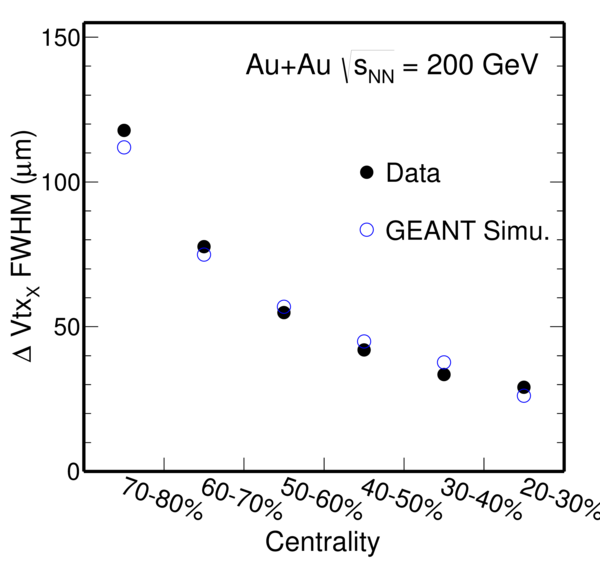 Au+Au √sNN = 200 GeV
Data
GEANT Simu.
Δ VtxX FWHM (μm)
150
100
50
0
70-80%
60-70%
50-60%
40-50%
30-40%
20-30%
Centrality